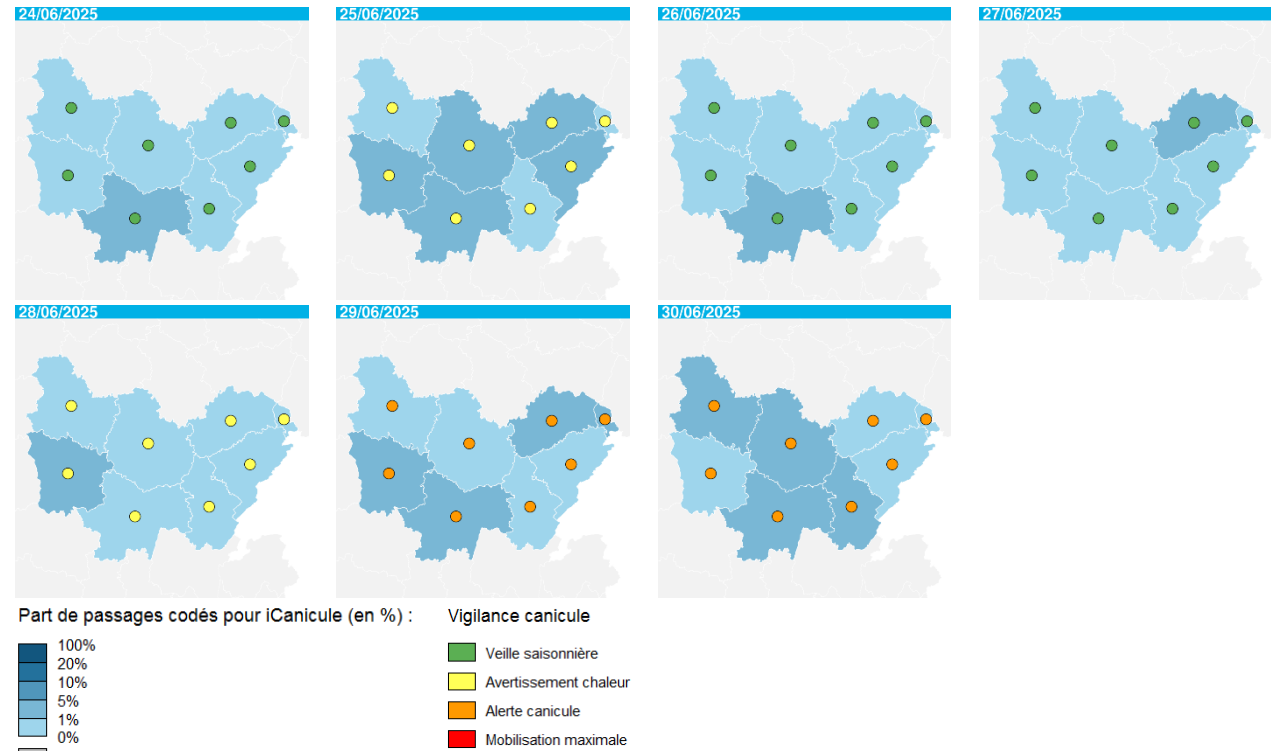 24/06/2025
25/06/2025
26/06/2025
27/06/2025
28/06/2025
29/06/2025
30/06/2025
Part de passages codés pour iCanicule (en %) :
100%
20%
10%
5%
1%
0%
Vigilance canicule
Veille saisonnière
Avertissement chaleur
Alerte canicule
Mobilisation maximale